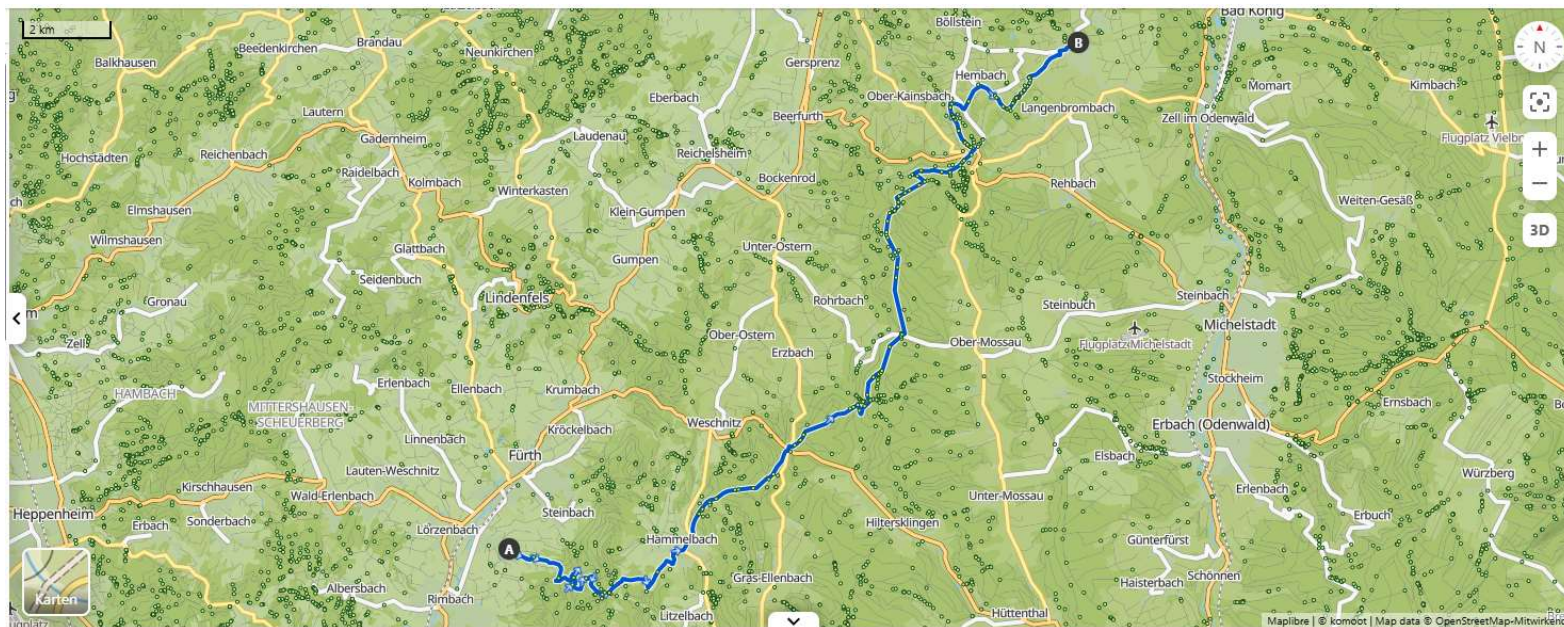 2 km
Böllstein
Bad König
Brandau
Beedenkirchen
Neunkirchen
Balkhausen
Gersprenz
B
N
Hembach
Momart
Kimbach
Eberbach
Ober-Kainsbach
Langenbrombach
Lautern
Beerfurth
Zell im Odenwald
Gadernheim
Laudenau
Flugplatz Vielbr
Hochstädten
Reichenbach
Reichelsheim
Raidelbach
Kolmbach
Winterkasten
Bockenrod
Rehbach
Weiten-Gesäß
Elmshausen
Klein-Gumpen
3D
Wilmshausen
Glattbach
Unter-Ostern
Gumpen
Seidenbuch
Gronau
Lindenfels
Rohrbach
Steinbuch
Steinbach
Michelstadt
Zell
Ober-Ostern
Erzbach
Ober-Mossau
Flugplatz Michelstadt
Erlenbach
Ellenbach
Krumbach
Stockheim
HAMBACH
MITTERSHAUSEN-
SCHEUERBERG
Ernsbach
Weschnitz
Erbach (Odenwald)
Linnenbach
Kröckelbach
Fürth
Elsbach
Lauten-Weschnitz
Würzberg
Kirschhausen
Wald-Erlenbach
Unter-Mossau
Erlenbach
Heppenheim
Sonderbach
Steinbach
Erbuch
Erbach
Lörzenbach
Hiltersklingen
Hammelbach
Günterfürst
A
Gras-Ellenbach
Schönnen
Haisterbach
Albersbach
Karten
Rimbach
Litzelbach
Hüttenthal
Maplibre | © komoot | Map data © OpenStreetMap-Mitwirken